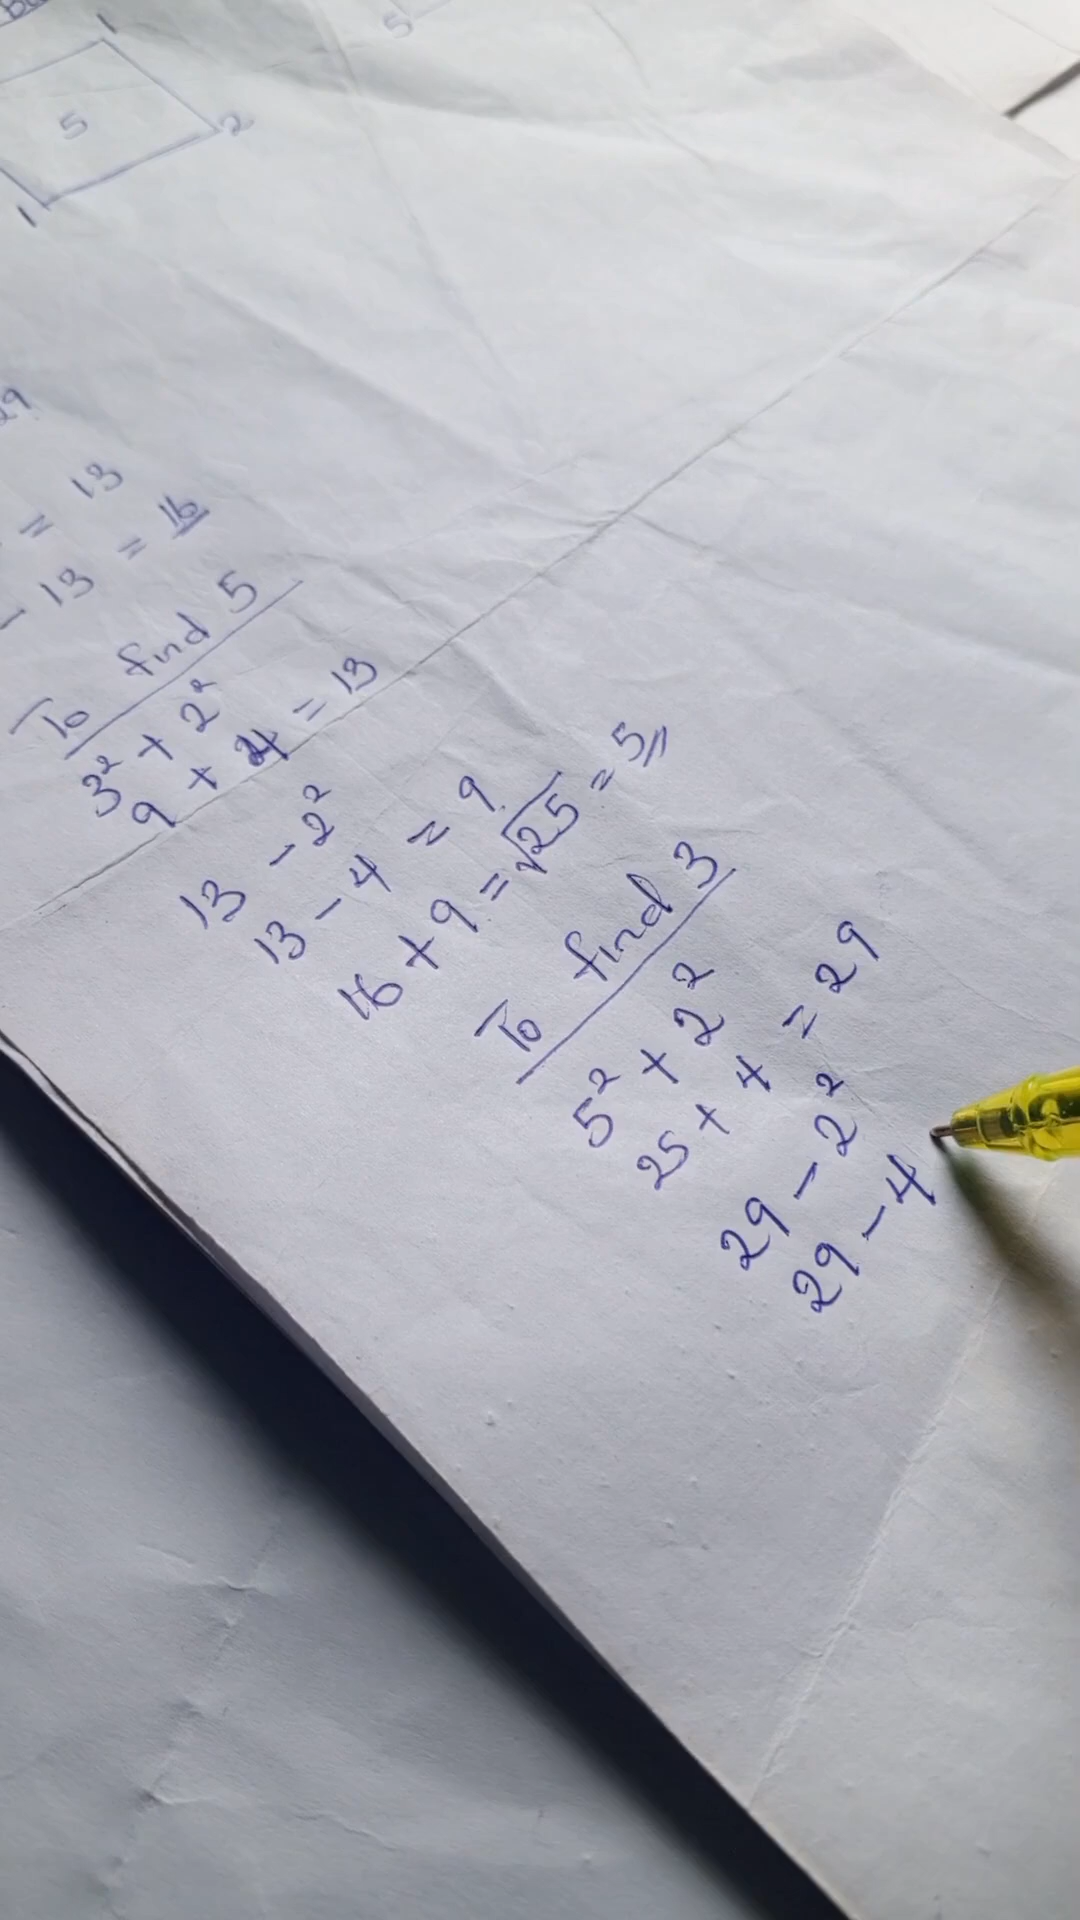 1
5
5
2
1
29
= 13
- 13 = 16
To find 5
3² + 2²
9 + 4 = 13
13 - 2²
13 - 4 = 9
16 + 9 = √25 = 5
To find 3
5² + 2²
25 + 4 = 29
29 - 2²
29 - 4